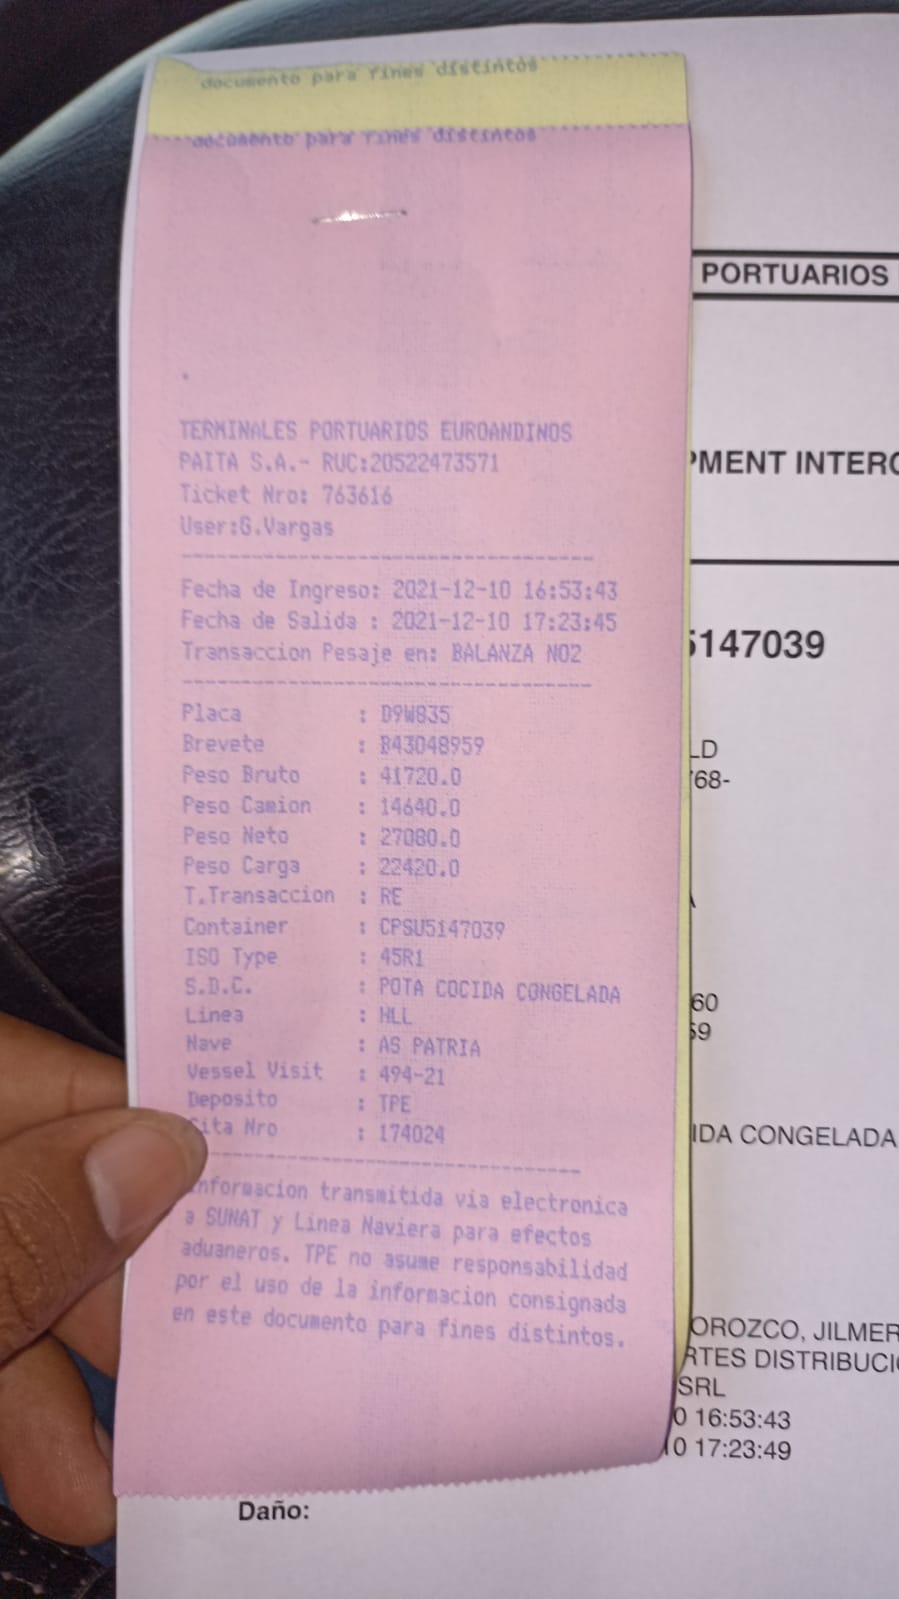 documento para fines distintos
documento para fines distintos
TERMINALES PORTUARIOS EUROANDINOS
PAITA S.A.- RUC:20522473571
Ticket Nro: 763616
User:G.Vargas
-----------------------------------
Fecha de Ingreso: 2021-12-10 16:53:43
Fecha de Salida : 2021-12-10 17:23:45
Transaccion Pesaje en: BALANZA NO2
-----------------------------------
Placa : D9W835
Brevete : B43048959
Peso Bruto : 41720.0
Peso Camion : 14640.0
Peso Neto : 27080.0
Peso Carga : 22420.0
T.Transaccion : RE
Container : CPSU5147039
ISO Type : 45R1
S.D.C. : POTA COCIDA CONGELADA
Linea : HLL
Nave : AS PATRIA
Vessel Visit : 494-21
Deposito : TPE
Cita Nro : 174024
-----------------------------------
Informacion transmitida via electronica
a SUNAT y Linea Naviera para efectos
aduaneros. TPE no asume responsabilidad
por el uso de la informacion consignada
en este documento para fines distintos.
PORTUARIOS
PMENT INTERC
5147039
LD
68-
60
59
IDA CONGELADA
OROZCO, JILMER
RTES DISTRIBUCI
SRL
0 16:53:43
10 17:23:49
Daño: